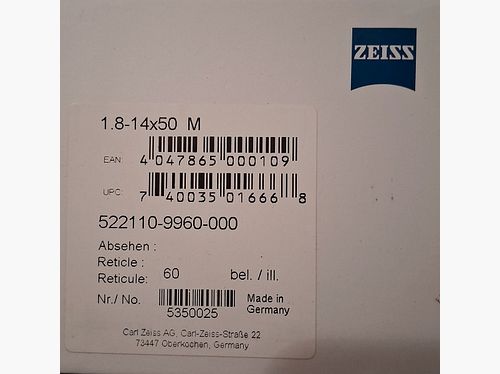 ZEISS
1.8-14x50 M
EAN:
4 047865 000109
UPC:
7 40035 01666 8
522110-9960-000
Absehen :
Reticle :
Reticule: 60 bel. / ill.
Nr./ No. Made in
5350025 Germany
Carl Zeiss AG, Carl-Zeiss-Straße 22
73447 Oberkochen, Germany